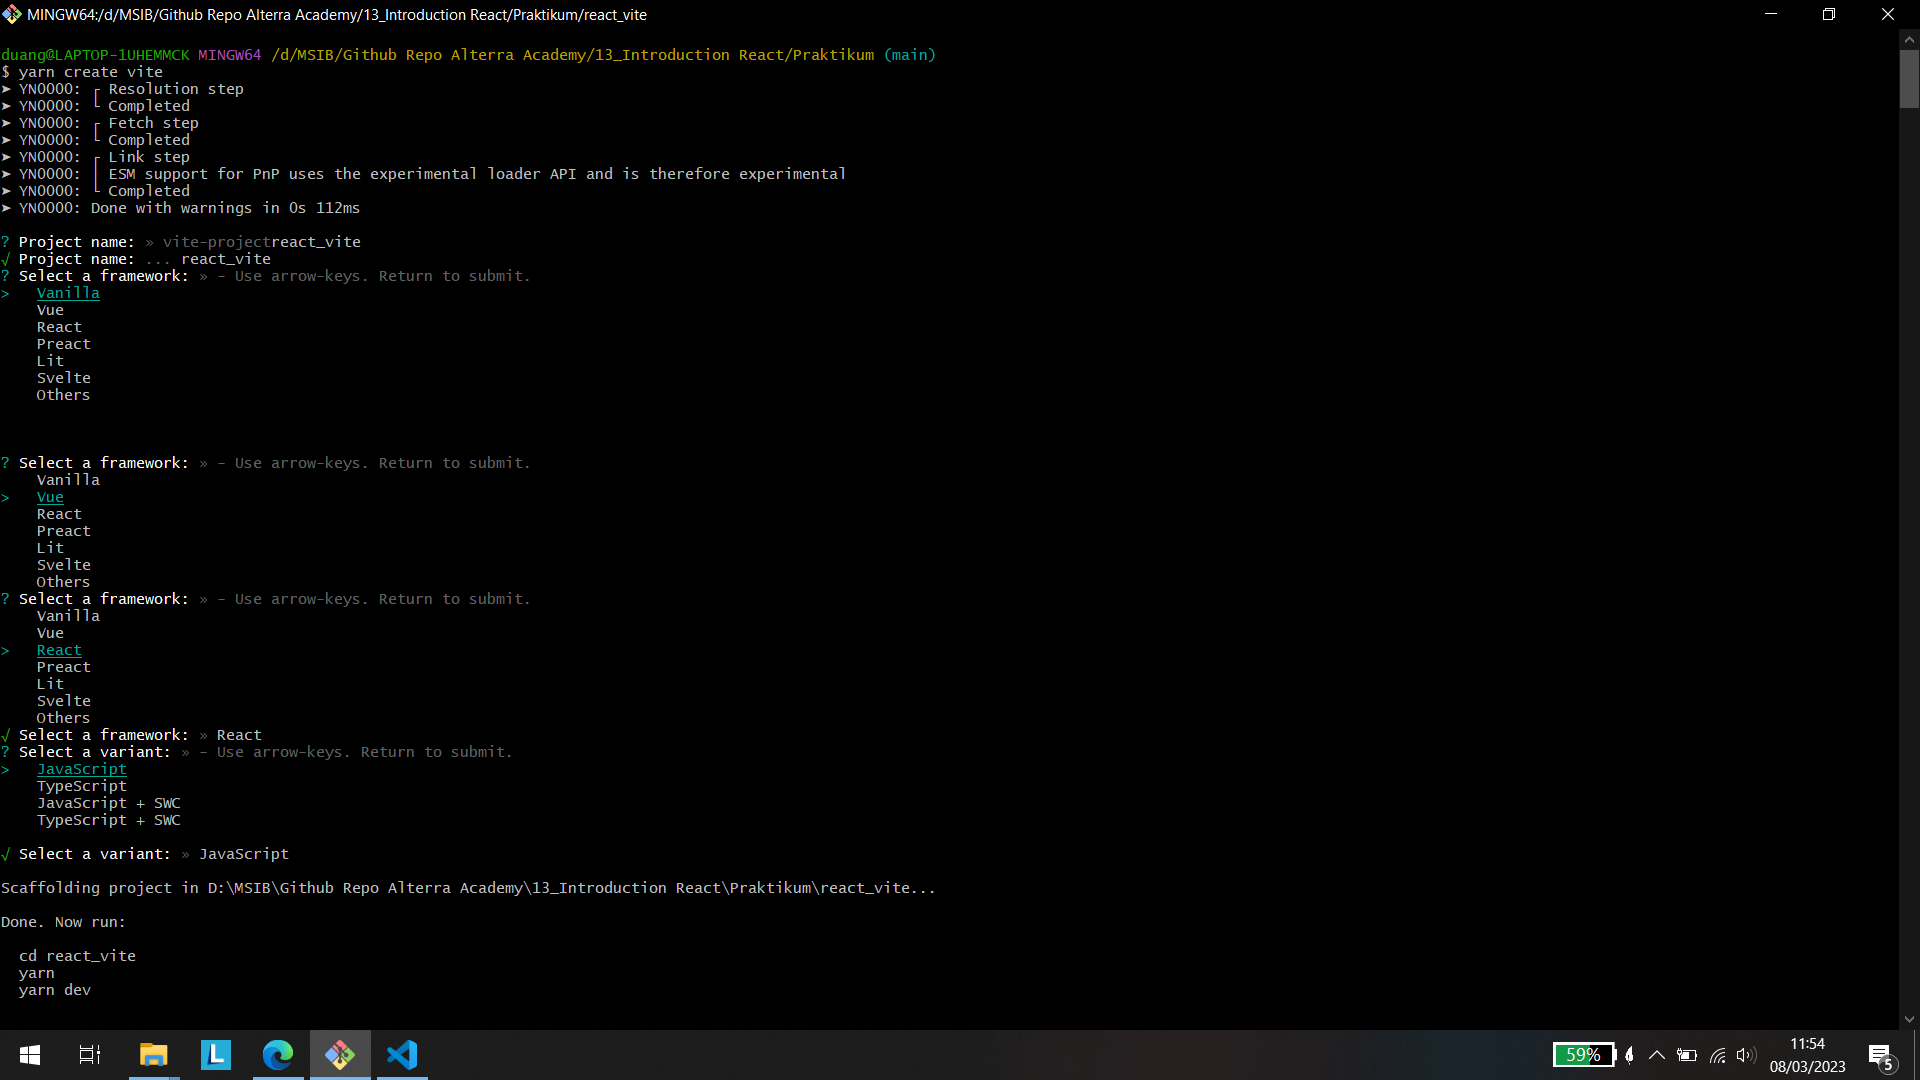 MINGW64:/d/MSIB/Github Repo Alterra Academy/13_Introduction React/Praktikum/react_vite
duang@LAPTOP-1UHEMMCK MINGW64 /d/MSIB/Github Repo Alterra Academy/13_Introduction React/Praktikum (main)
$ yarn create vite
➤ YN0000: ┌ Resolution step
➤ YN0000: └ Completed
➤ YN0000: ┌ Fetch step
➤ YN0000: └ Completed
➤ YN0000: ┌ Link step
➤ YN0000: │ ESM support for PnP uses the experimental loader API and is therefore experimental
➤ YN0000: └ Completed
➤ YN0000: Done with warnings in 0s 112ms
? Project name: » vite-projectreact_vite
√ Project name: ... react_vite
? Select a framework: » - Use arrow-keys. Return to submit.
> Vanilla
Vue
React
Preact
Lit
Svelte
Others
? Select a framework: » - Use arrow-keys. Return to submit.
Vanilla
> Vue
React
Preact
Lit
Svelte
Others
? Select a framework: » - Use arrow-keys. Return to submit.
Vanilla
Vue
> React
Preact
Lit
Svelte
Others
√ Select a framework: » React
? Select a variant: » - Use arrow-keys. Return to submit.
> JavaScript
TypeScript
JavaScript + SWC
TypeScript + SWC
√ Select a variant: » JavaScript
Scaffolding project in D:\MSIB\Github Repo Alterra Academy\13_Introduction React\Praktikum\react_vite...
Done. Now run:
cd react_vite
yarn
yarn dev
L
59%
11:54
08/03/2023
5